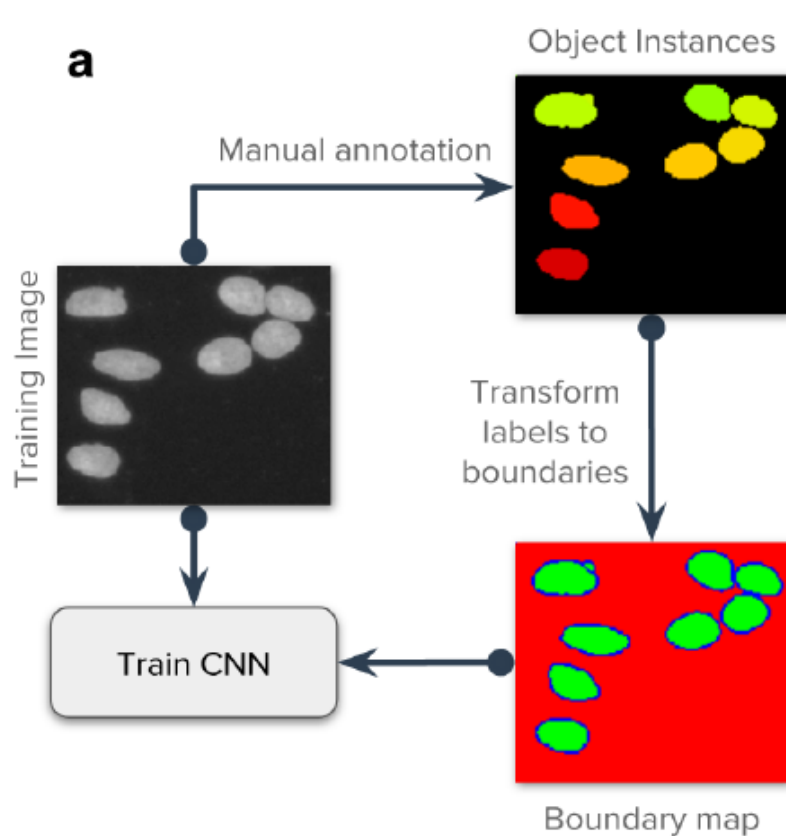 a
Object Instances
Manual annotation
Training Image
Transform
labels to
boundaries
Train CNN
Boundary map